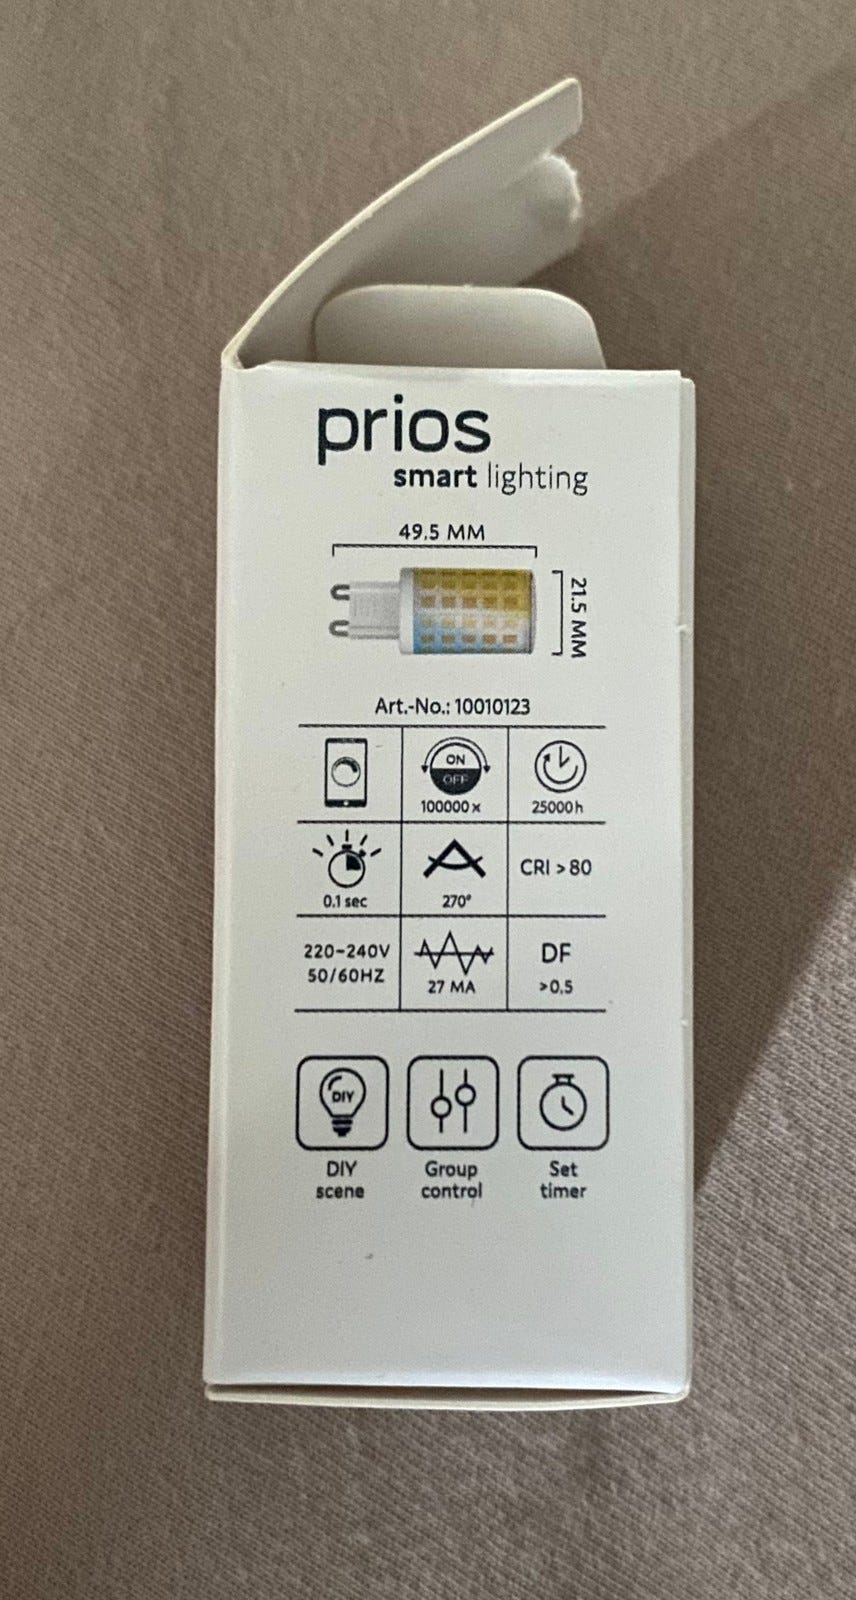 prios
smart lighting
49.5 MM
21.5 MM
Art.-No.: 10010123
ON
OFF
100000 x
25000 h
0.1 sec
270°
CRI > 80
220-240V
50/60HZ
27 MA
DF
>0.5
DIY
DIY
scene
Group
control
Set
timer